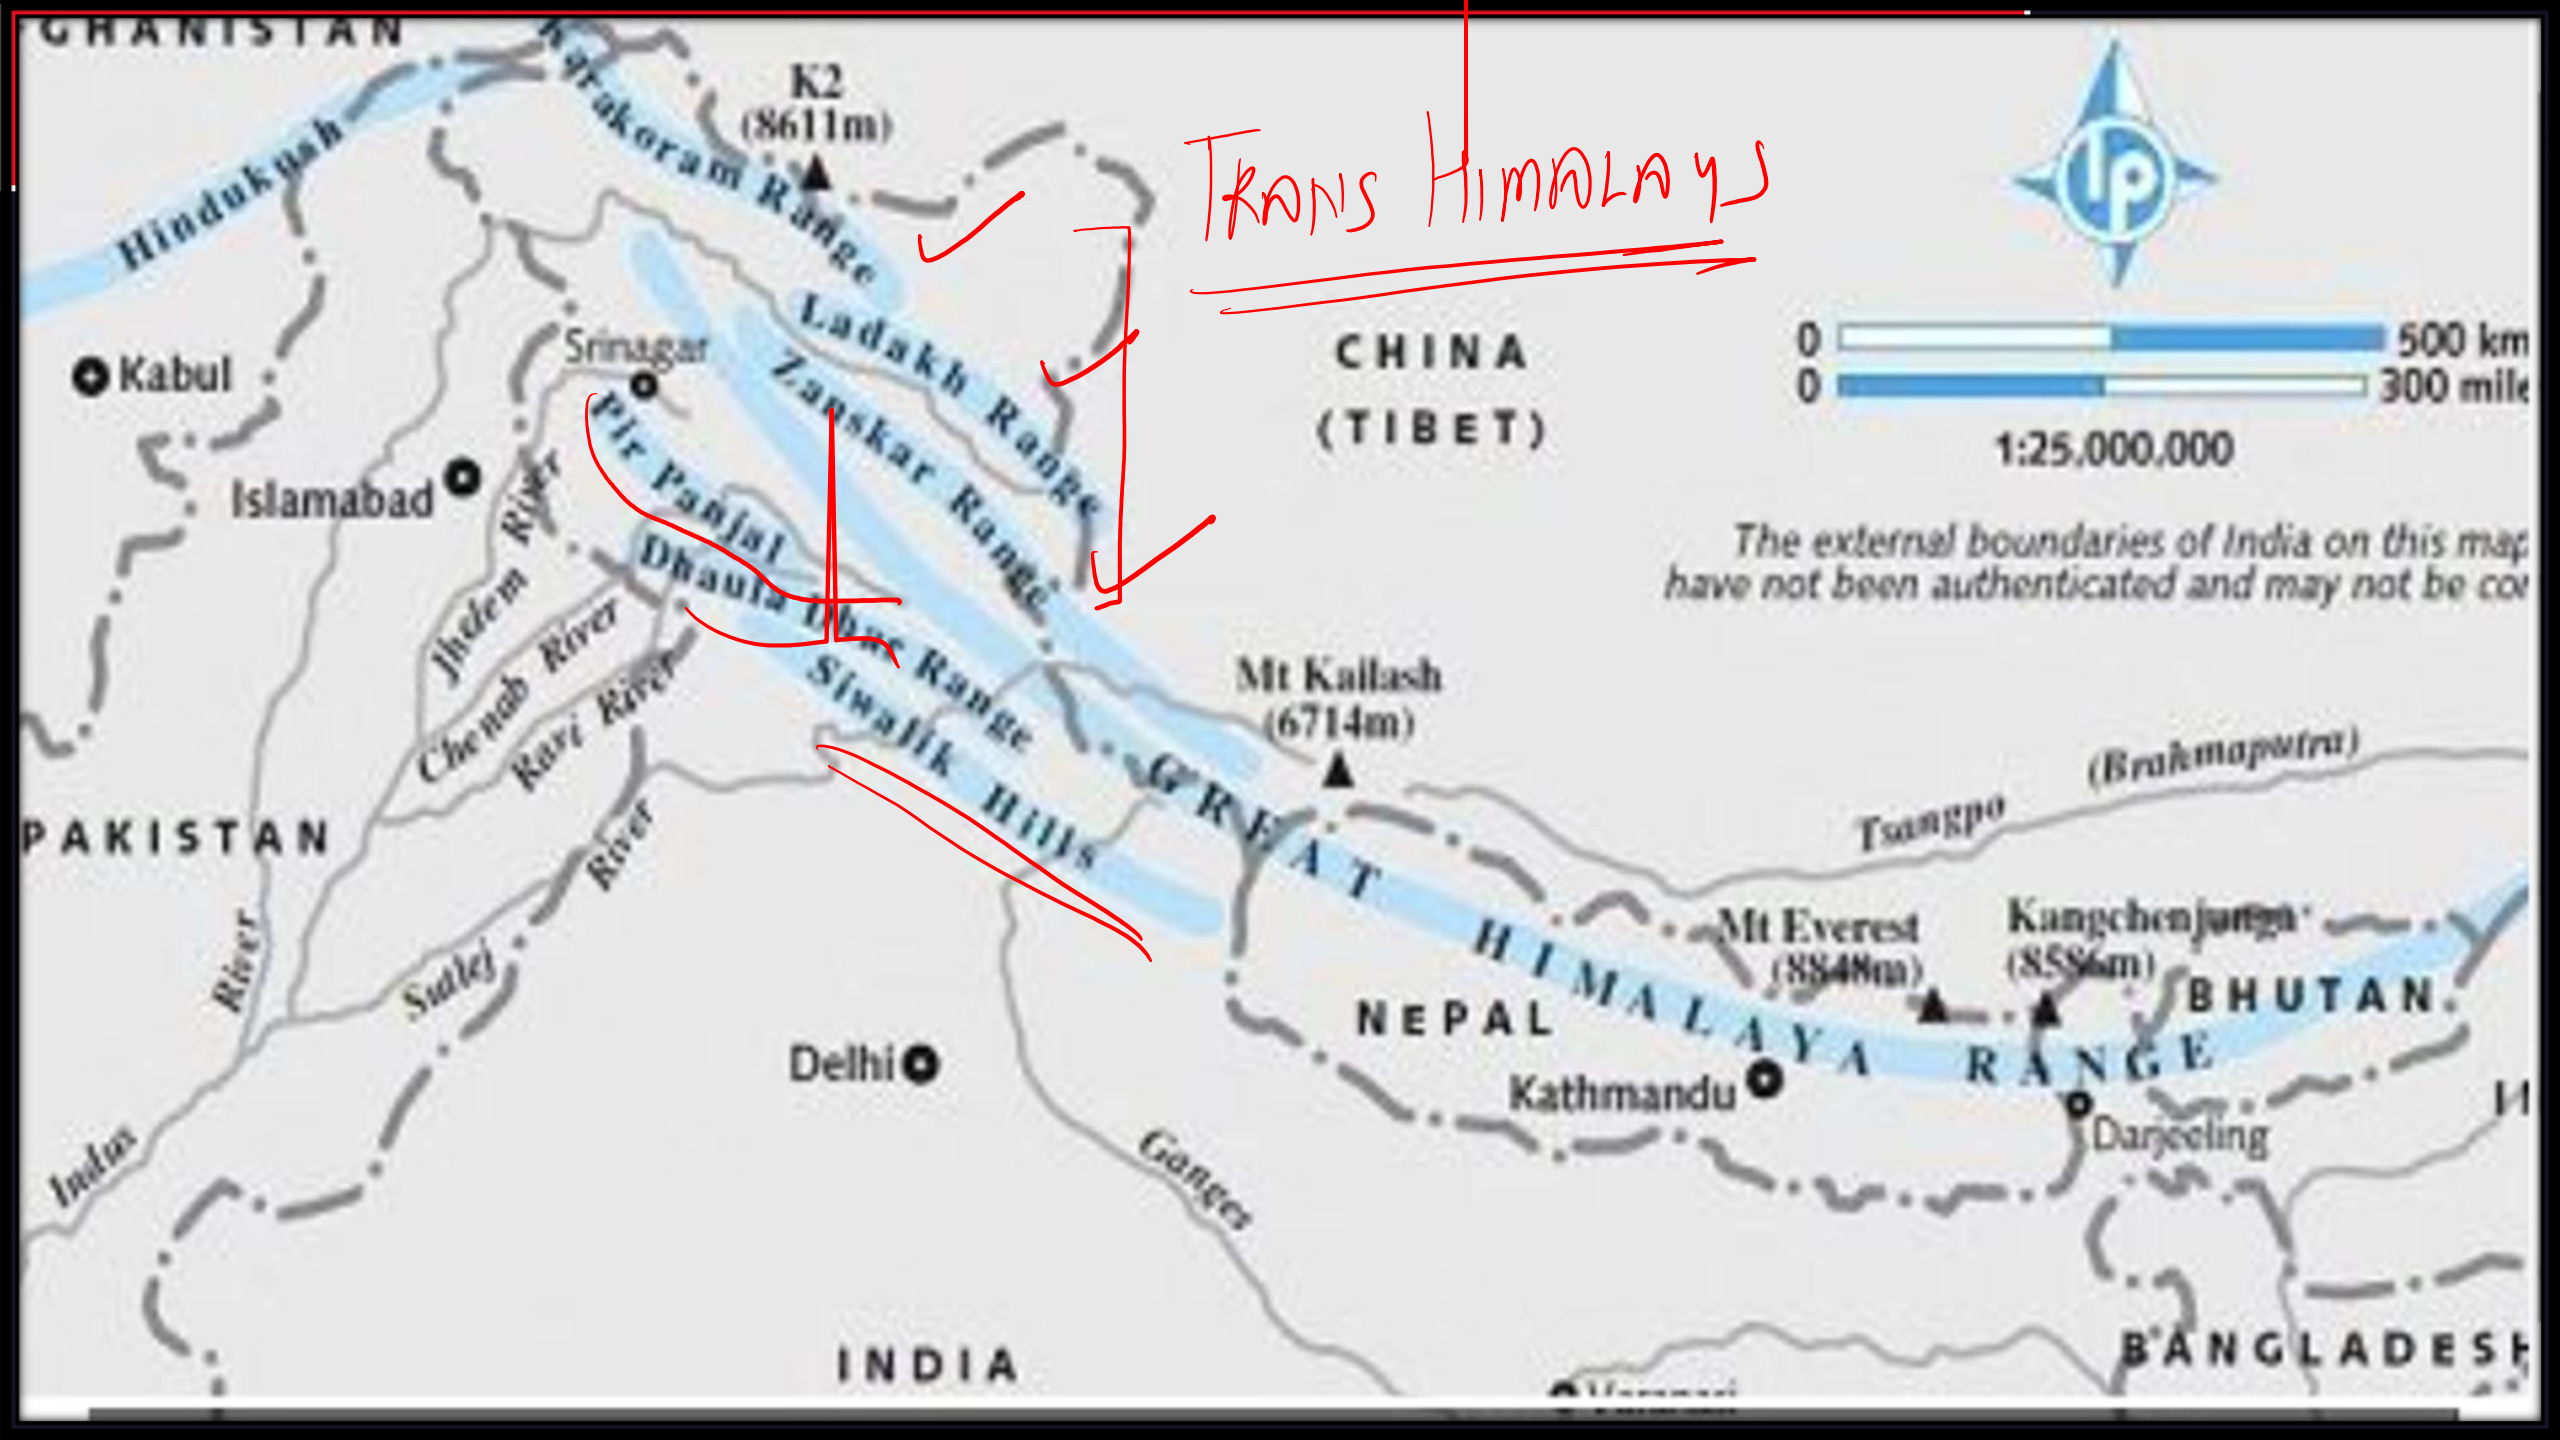 GHANISTAN
Karakoram Range
K2
(8611m)
TRANS HIMALAYS
lp
Hindukush
Ladakh Range
CHINA
(TIBET)
0 500 km
0 300 mile
1:25,000,000
Srinagar
Kabul
Zanskar Range
Pir Panjal
Islamabad
The external boundaries of India on this map
have not been authenticated and may not be cor
Dhaula Dhar Range
Jhelem River
Chenab River
Ravi River
Siwalik Hills
Mt Kailash
(6714m)
Tsangpo (Brahmaputra)
PAKISTAN
GREAT HIMALAYA RANGE
Sutlej River
Indus River
Mt Everest
(8848m)
Kangchenjunga
(8586m)
BHUTAN
NEPAL
Delhi
Kathmandu
Darjeeling
Ganges
INDIA
BANGLADESH